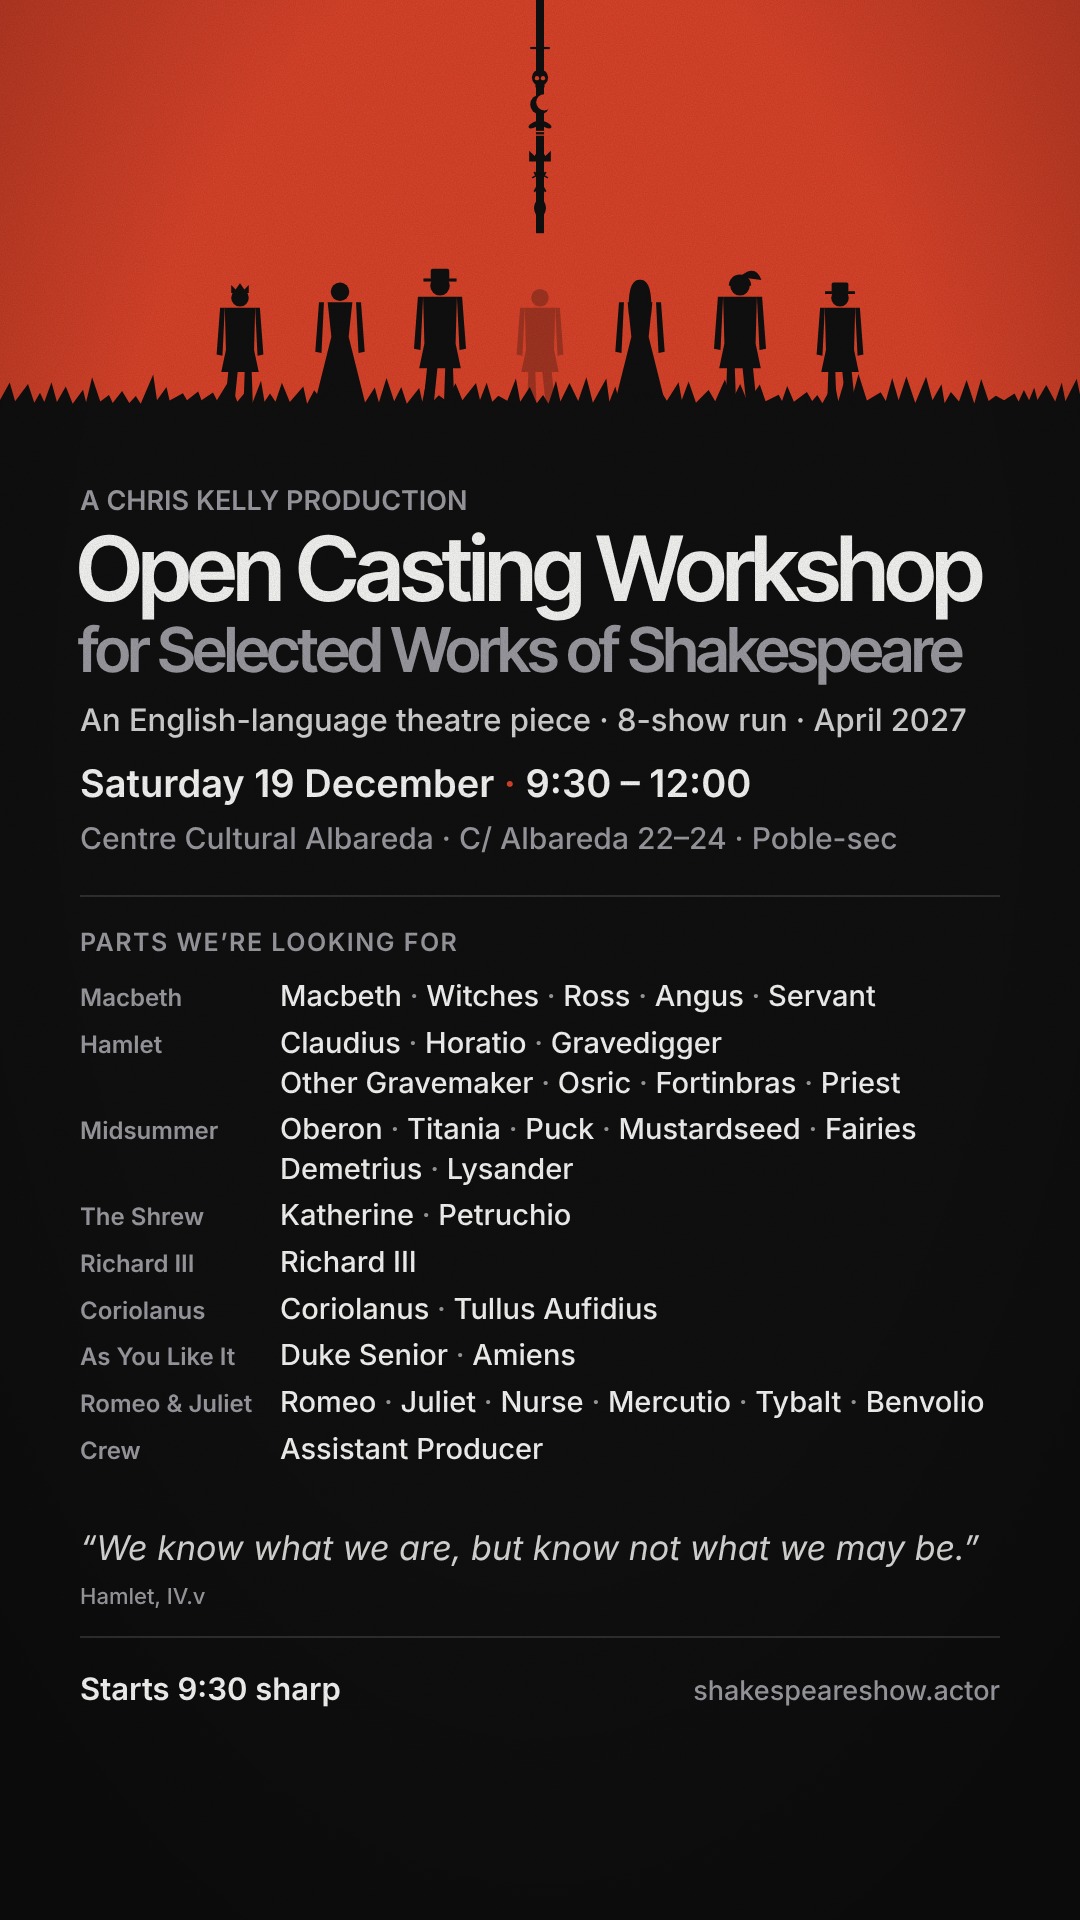 A CHRIS KELLY PRODUCTION
Open Casting Workshop
for Selected Works of Shakespeare
An English-language theatre piece · 8-show run · April 2027
Saturday 19 December · 9:30 – 12:00
Centre Cultural Albareda · C/ Albareda 22–24 · Poble-sec
PARTS WE’RE LOOKING FOR
Macbeth Macbeth · Witches · Ross · Angus · Servant
Hamlet Claudius · Horatio · Gravedigger
Other Gravemaker · Osric · Fortinbras · Priest
Midsummer Oberon · Titania · Puck · Mustardseed · Fairies
Demetrius · Lysander
The Shrew Katherine · Petruchio
Richard III Richard III
Coriolanus Coriolanus · Tullus Aufidius
As You Like It Duke Senior · Amiens
Romeo & Juliet Romeo · Juliet · Nurse · Mercutio · Tybalt · Benvolio
Crew Assistant Producer
“We know what we are, but know not what we may be.”
Hamlet, IV.v
Starts 9:30 sharp shakespeareshow.actor